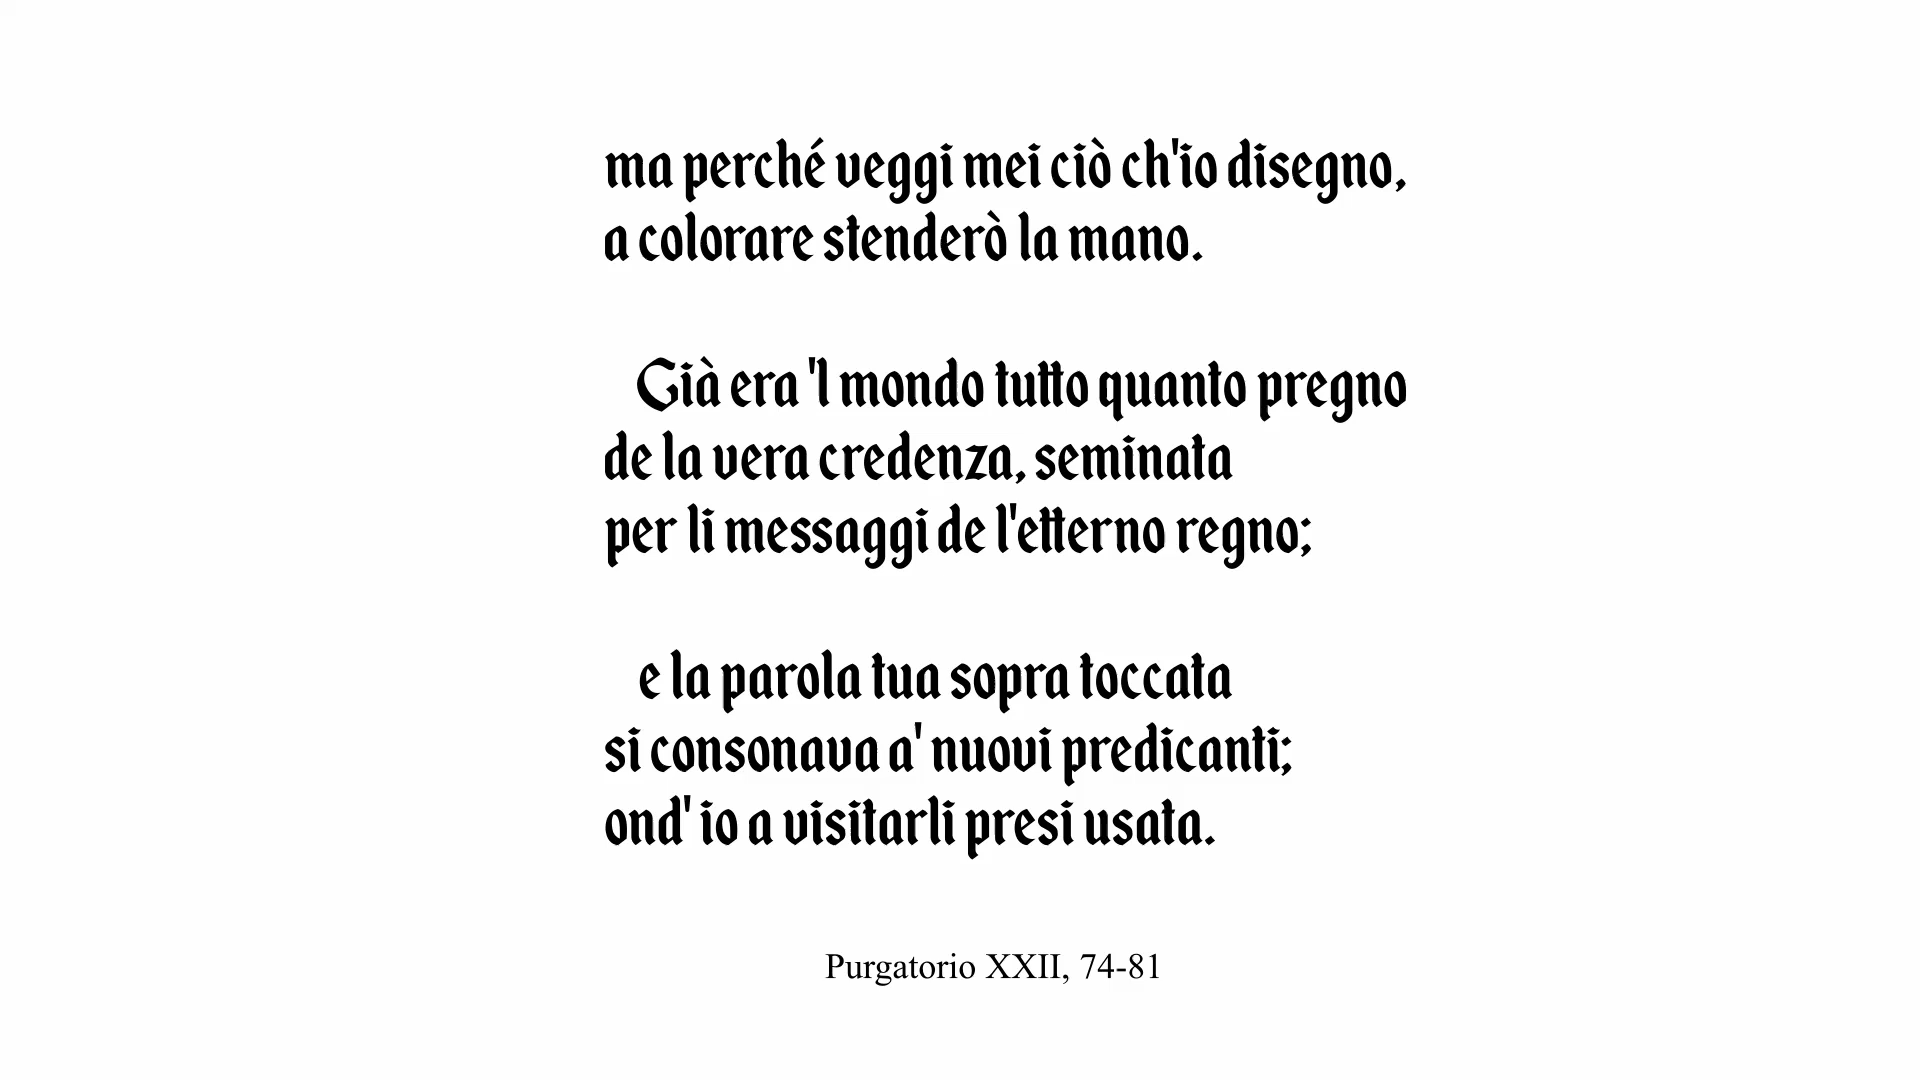 ma perché veggi mei ciò ch'io disegno,
a colorare stenderò la mano.
Già era 'l mondo tutto quanto pregno
de la vera credenza, seminata
per li messaggi de l'etterno regno;
e la parola tua sopra toccata
si consonava a' nuovi predicanti;
ond' io a visitarli presi usata.
Purgatorio XXII, 74-81